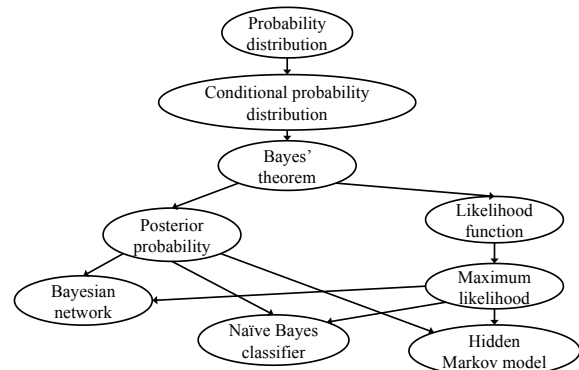 Probability
distribution
Conditional probability
distribution
Bayes’
theorem
Posterior
probability
Likelihood
function
Bayesian
network
Maximum
likelihood
Naïve Bayes
classifier
Hidden
Markov model